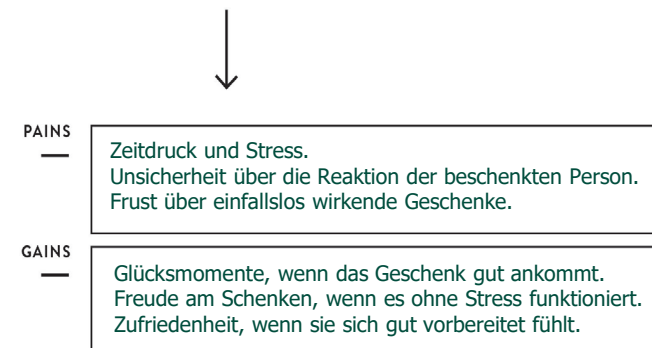 PAINS
Zeitdruck und Stress.
Unsicherheit über die Reaktion der beschenkten Person.
Frust über einfallslos wirkende Geschenke.
GAINS
Glücksmomente, wenn das Geschenk gut ankommt.
Freude am Schenken, wenn es ohne Stress funktioniert.
Zufriedenheit, wenn sie sich gut vorbereitet fühlt.